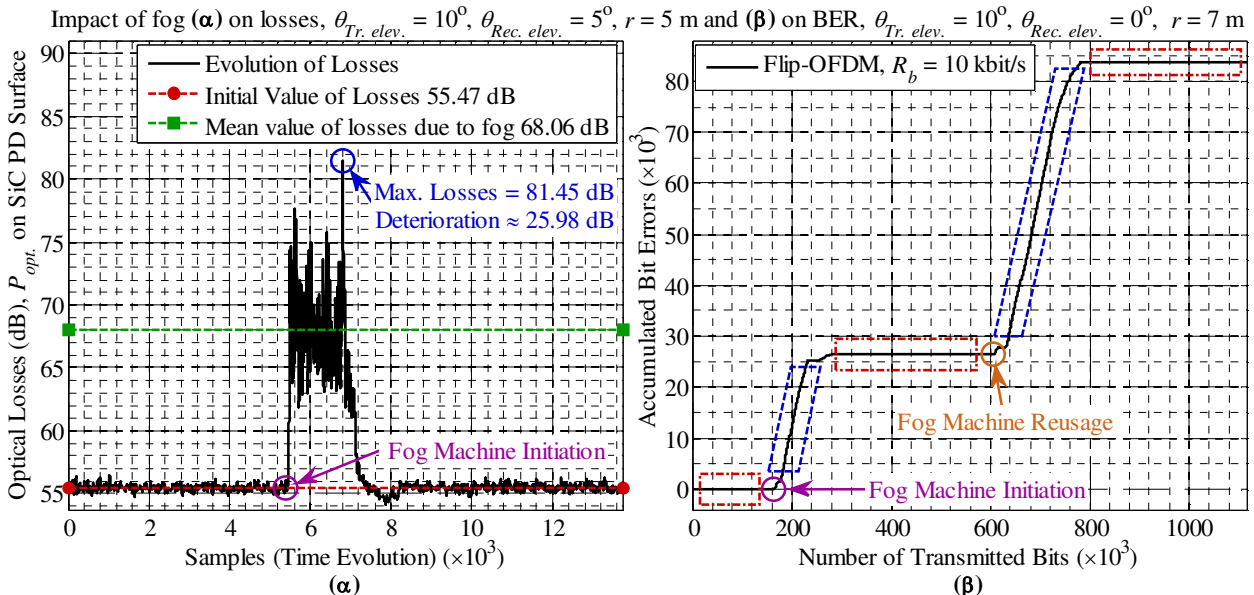 Impact of fog (α) on losses, θTr. elev. = 10°, θRec. elev. = 5°, r = 5 m and (β) on BER, θTr. elev. = 10°, θRec. elev. = 0°, r = 7 m
Optical Losses (dB), Popt. on SiC PD Surface
90
85
80
75
70
65
60
55
Evolution of Losses
Initial Value of Losses 55.47 dB
Mean value of losses due to fog 68.06 dB
Max. Losses = 81.45 dB
Deterioration ≈ 25.98 dB
Fog Machine Initiation
0 2 4 6 8 10 12
Samples (Time Evolution) (×10³)
(α)
Accumulated Bit Errors (×10³)
80
70
60
50
40
30
20
10
0
Flip-OFDM, Rb = 10 kbit/s
Fog Machine Reusage
Fog Machine Initiation
200 400 600 800 1000
Number of Transmitted Bits (×10³)
(β)